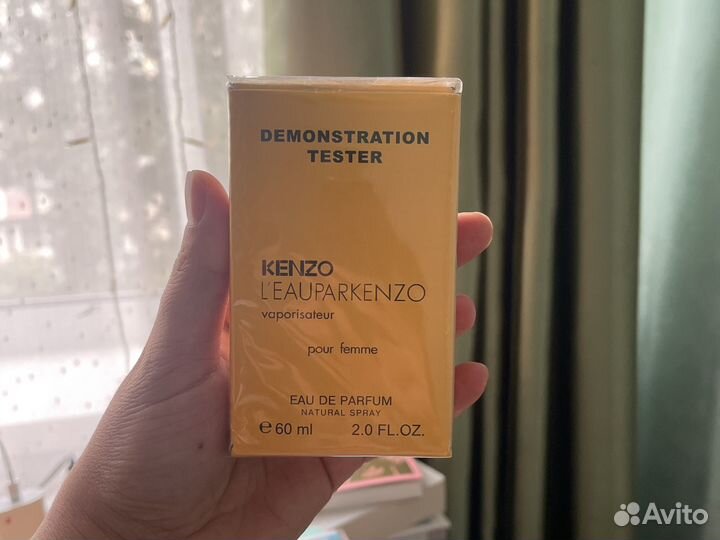 DEMONSTRATION
TESTER
KENZO
L'EAUPARKENZO
vaporisateur
pour femme
EAU DE PARFUM
NATURAL SPRAY
e 60 ml 2.0 FL.OZ.
Avito